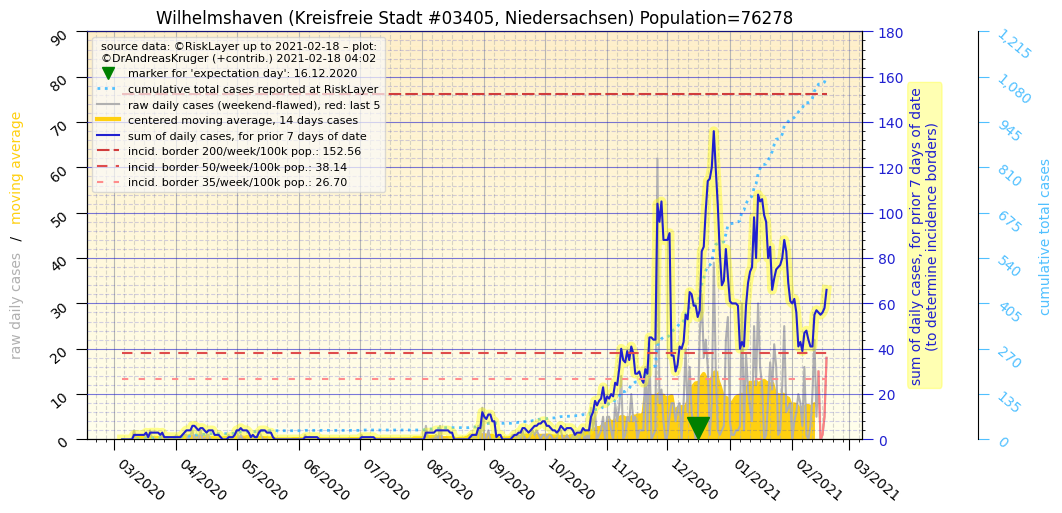 Wilhelmshaven (Kreisfreie Stadt #03405, Niedersachsen) Population=76278
source data: ©RiskLayer up to 2021-02-18 – plot:
©DrAndreasKruger (+contrib.) 2021-02-18 04:02
marker for 'expectation day': 16.12.2020
cumulative total cases reported at RiskLayer
raw daily cases (weekend-flawed), red: last 5
centered moving average, 14 days cases
sum of daily cases, for prior 7 days of date
incid. border 200/week/100k pop.: 152.56
incid. border 50/week/100k pop.: 38.14
incid. border 35/week/100k pop.: 26.70
raw daily cases / moving average
90
80
70
60
50
40
30
20
10
0
03/2020
04/2020
05/2020
06/2020
07/2020
08/2020
09/2020
10/2020
11/2020
12/2020
01/2021
02/2021
03/2021
180
160
140
120
100
80
60
40
20
0
sum of daily cases, for prior 7 days of date
(to determine incidence borders)
1,215
1,080
945
810
675
540
405
270
135
0
cumulative total cases